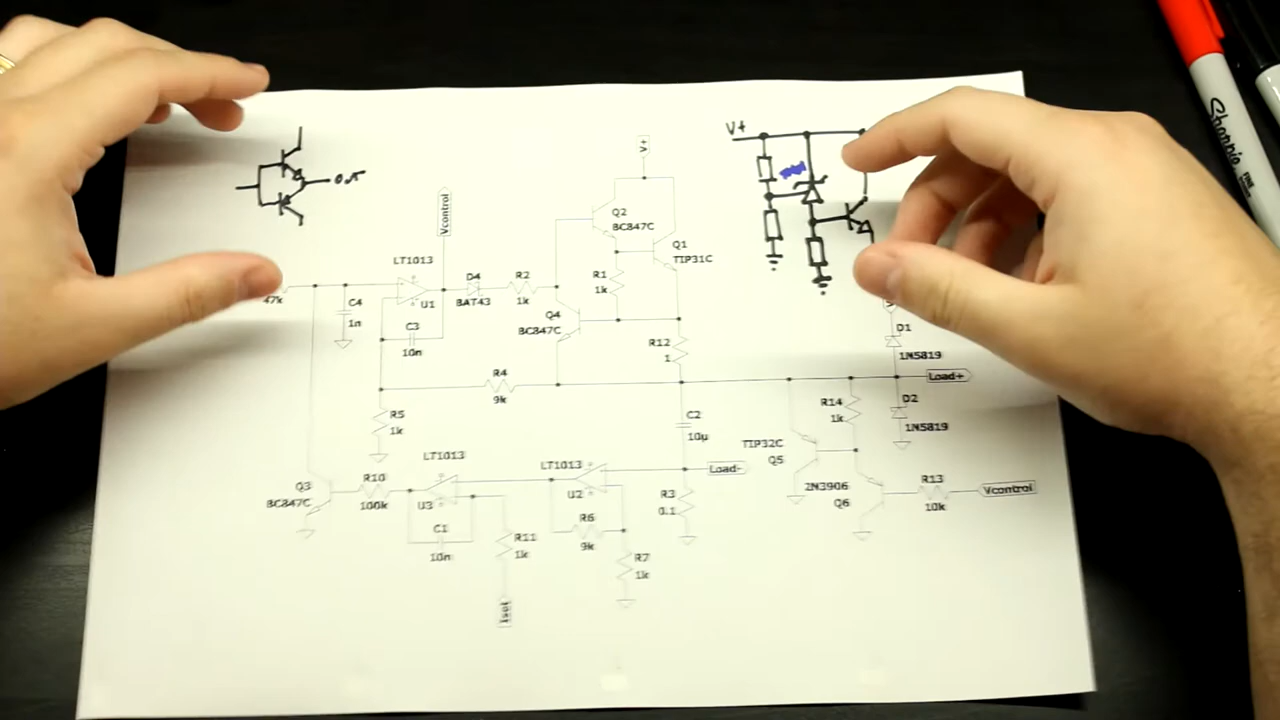 V+
out
V+
Vcontrol
Q2
BC847C
Q1
TIP31C
LT1013
U1
D4
BAT43
R2
1k
R1
1k
47k
C4
1n
C3
10n
Q4
BC847C
R12
1
D1
1N5819
Load+
R4
9k
R14
1k
D2
1N5819
R5
1k
C2
10µ
TIP32C
Q5
LT1013
U3
LT1013
U2
Load-
Q3
BC847C
R10
100k
R3
0.1
2N3906
Q6
R13
10k
Vcontrol
C1
10n
R11
1k
R6
9k
R7
1k
Iset
Sharpie
FINE